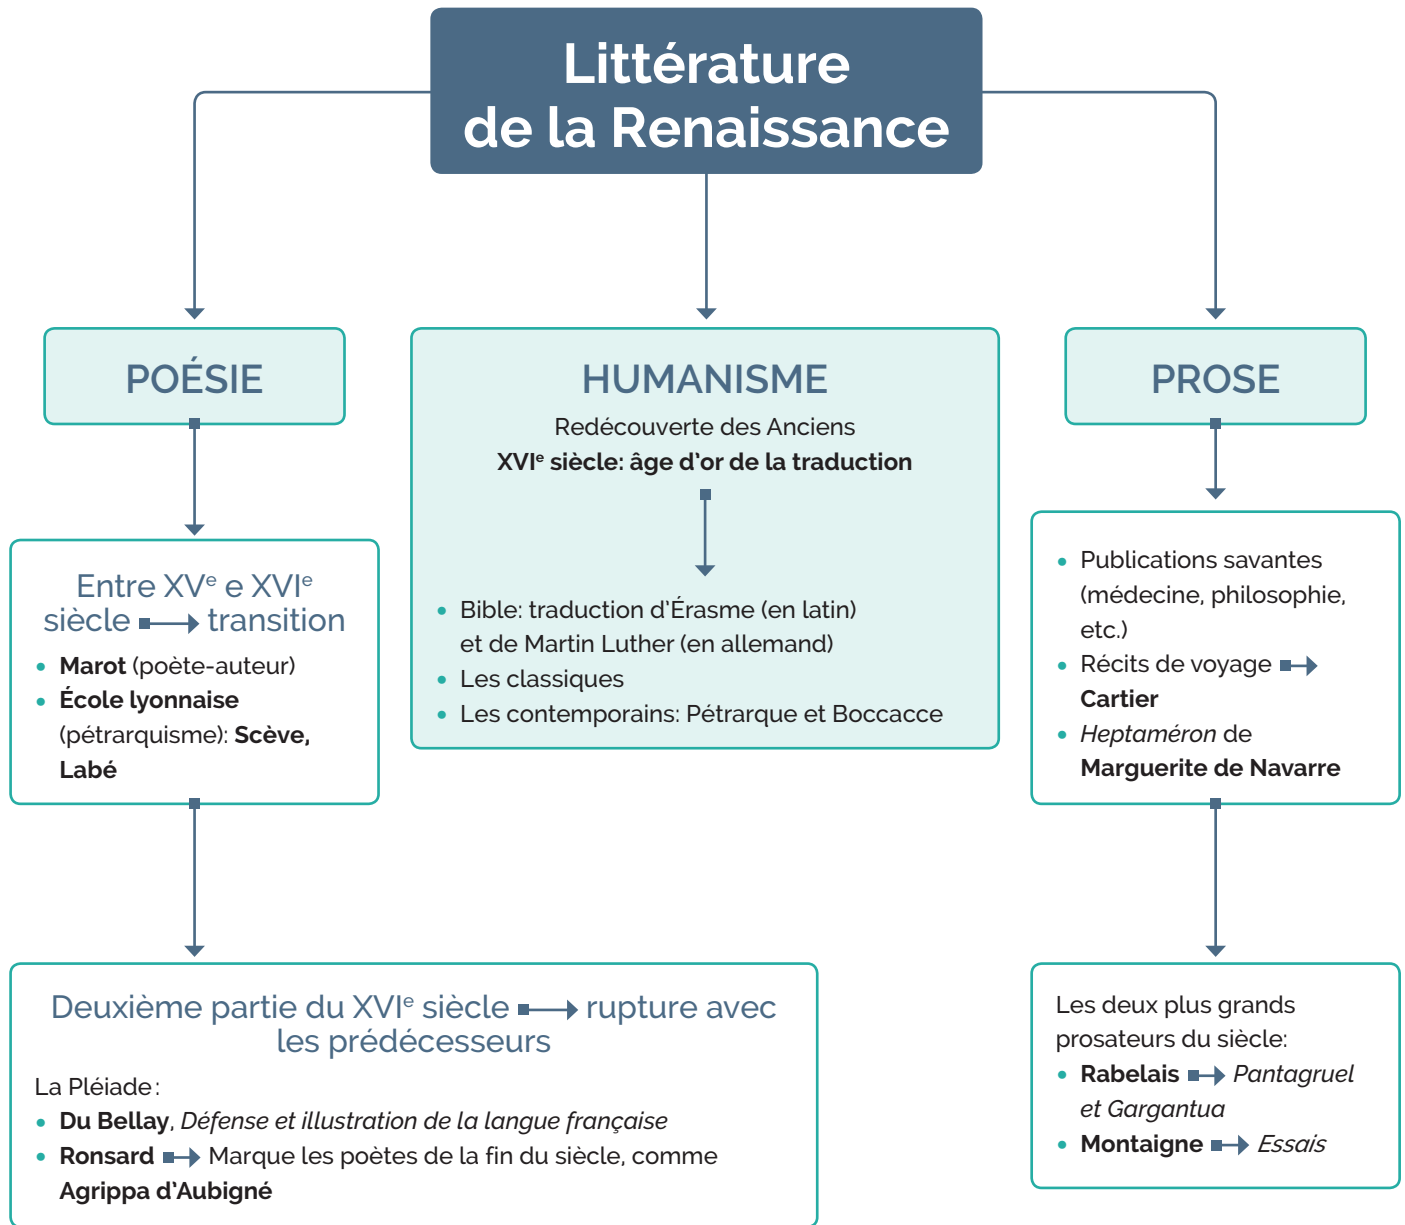 Littérature
de la Renaissance
POÉSIE
Entre XVe e XVIe
siècle transition
• Marot (poète-auteur)
• École lyonnaise
(pétrarquisme): Scève,
Labé
Deuxième partie du XVIe siècle rupture avec
les prédécesseurs
La Pléiade :
• Du Bellay, Défense et illustration de la langue française
• Ronsard Marque les poètes de la fin du siècle, comme
Agrippa d’Aubigné
HUMANISME
Redécouverte des Anciens
XVIe siècle: âge d’or de la traduction
• Bible: traduction d’Érasme (en latin)
et de Martin Luther (en allemand)
• Les classiques
• Les contemporains: Pétrarque et Boccacce
PROSE
• Publications savantes
(médecine, philosophie,
etc.)
• Récits de voyage
Cartier
• Heptaméron de
Marguerite de Navarre
Les deux plus grands
prosateurs du siècle:
• Rabelais Pantagruel
et Gargantua
• Montaigne Essais